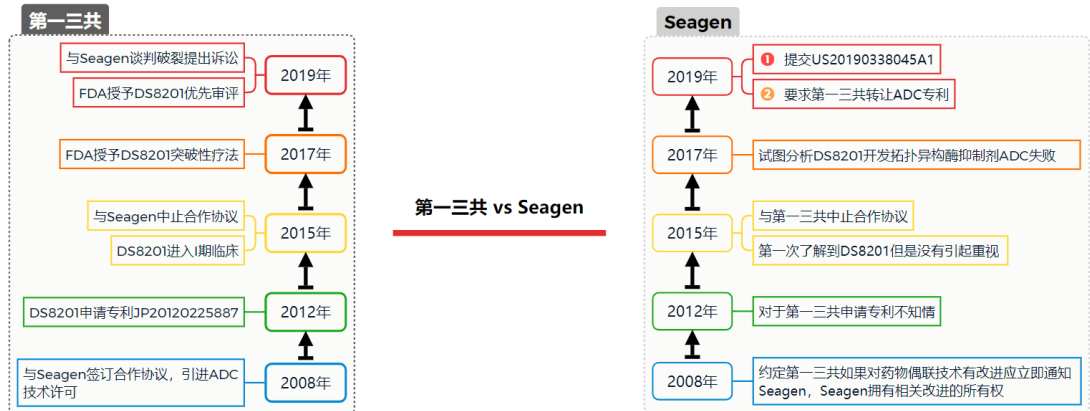 第一三共
与Seagen谈判破裂提出诉讼
FDA授予DS8201优先审评
2019年
FDA授予DS8201突破性疗法
2017年
与Seagen中止合作协议
DS8201进入I期临床
2015年
DS8201申请专利JP20120225887
2012年
与Seagen签订合作协议，引进ADC
技术许可
2008年
第一三共 vs Seagen
Seagen
2019年
1 提交US20190338045A1
2 要求第一三共转让ADC专利
2017年
试图分析DS8201开发拓扑异构酶抑制剂ADC失败
2015年
与第一三共中止合作协议
第一次了解到DS8201但是没有引起重视
2012年
对于第一三共申请专利不知情
2008年
约定第一三共如果对药物偶联技术有改进应立即通知
Seagen，Seagen拥有相关改进的所有权